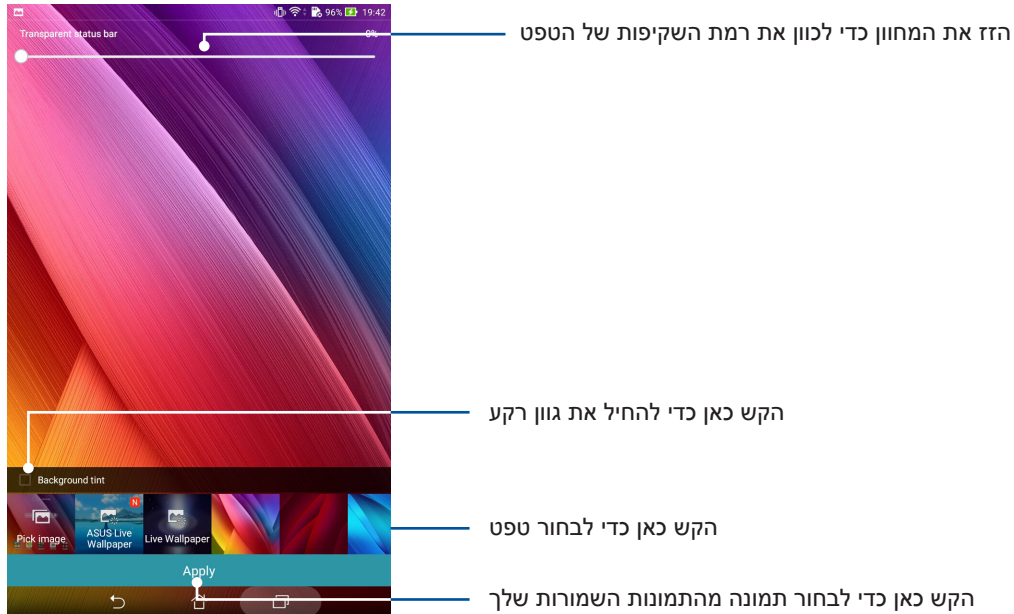 96% 19:42
Transparent status bar 0%
הזז את המחוון כדי לכוון את רמת השקיפות של הטפט
הקש כאן כדי להחיל את גוון רקע
Background tint
Pick image
ASUS Live
Wallpaper
N
Live Wallpaper
הקש כאן כדי לבחור טפט
Apply
הקש כאן כדי לבחור תמונה מהתמונות השמורות שלך